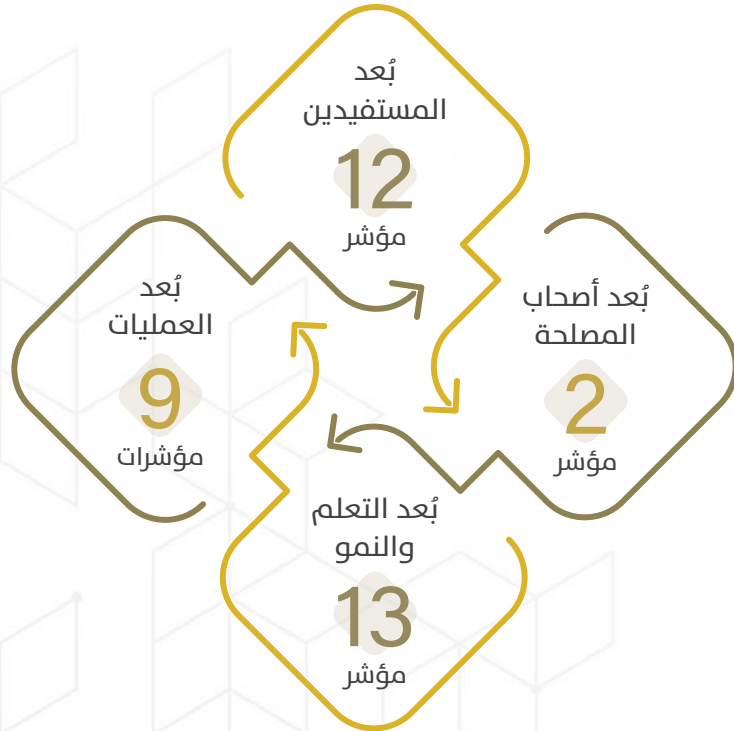 بُعد
المستفيدين
12
مؤشر
بُعد أصحاب
المصلحة
2
مؤشر
بُعد
العمليات
9
مؤشرات
بُعد التعلم
والنمو
13
مؤشر